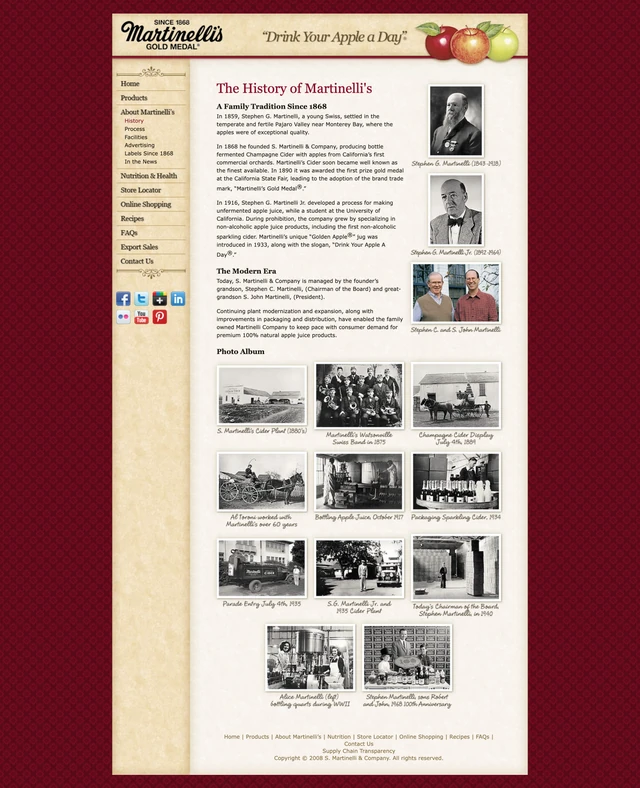 SINCE 1868
Martinelli's
GOLD MEDAL®
"Drink Your Apple a Day"®
Home
Products
About Martinelli's
History
Process
Facilities
Advertising
Labels Since 1868
In the News
Nutrition & Health
Store Locator
Online Shopping
Recipes
FAQs
Export Sales
Contact Us
The History of Martinelli's
A Family Tradition Since 1868
In 1859, Stephen G. Martinelli, a young Swiss, settled in the
temperate and fertile Pajaro Valley near Monterey Bay, where the
apples were of exceptional quality.
In 1868 he founded S. Martinelli & Company, producing bottle
fermented Champagne Cider with apples from California's first
commercial orchards. Martinelli's Cider soon became well known as
the finest available. In 1890 it was awarded the first prize gold medal
at the California State Fair, leading to the adoption of the brand trade
mark, "Martinelli's Gold Medal®."
In 1916, Stephen G. Martinelli Jr. developed a process for making
unfermented apple juice, while a student at the University of
California. During prohibition, the company grew by specializing in
non-alcoholic apple juice products, including the first non-alcoholic
sparkling cider. Martinelli's unique "Golden Apple®" jug was
introduced in 1933, along with the slogan, "Drink Your Apple A
Day®."
The Modern Era
Today, S. Martinelli & Company is managed by the founder's
grandson, Stephen C. Martinelli, (Chairman of the Board) and great-
grandson S. John Martinelli, (President).
Continuing plant modernization and expansion, along with
improvements in packaging and distribution, have enabled the family
owned Martinelli Company to keep pace with consumer demand for
premium 100% natural apple juice products.
Stephen G. Martinelli (1843-1928)
Stephen G. Martinelli Jr. (1892-1964)
Stephen C. and S. John Martinelli
Photo Album
S. Martinelli's Cider Plant (1880's)
Martinelli's Watsonville
Swiss Band in 1875
Champagne Cider Display
July 4th, 1889
Al Toroni worked with
Martinelli's over 60 years
Bottling Apple Juice, October 1917
Packaging Sparkling Cider, 1934
Parade Entry July 4th, 1935
S.G. Martinelli Jr. and
1935 Cider Plant
Today's Chairman of the Board,
Stephen Martinelli, in 1940
Alice Martinelli (left)
bottling quarts during WWII
Stephen Martinelli, sons Robert
and John, 1968 100th Anniversary
Home | Products | About Martinelli's | Nutrition | Store Locator | Online Shopping | Recipes | FAQs |
Contact Us
Supply Chain Transparency
Copyright © 2008 S. Martinelli & Company. All rights reserved.